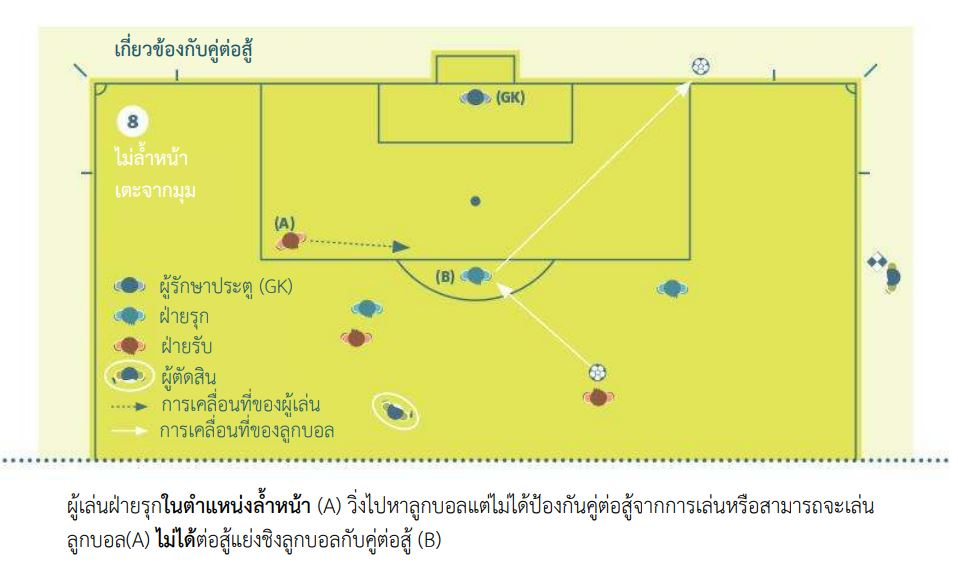 เกี่ยวข้องกับคู่ต่อสู้
(GK)
8
ไม่ล้ำหน้า
เตะจากมุม
(A)
(B)
ผู้รักษาประตู (GK)
ฝ่ายรุก
ฝ่ายรับ
ผู้ตัดสิน
การเคลื่อนที่ของผู้เล่น
การเคลื่อนที่ของลูกบอล
ผู้เล่นฝ่ายรุกในตำแหน่งล้ำหน้า (A) วิ่งไปหาลูกบอลแต่ไม่ได้ป้องกันคู่ต่อสู้จากการเล่นหรือสามารถจะเล่น
ลูกบอล(A) ไม่ได้ต่อสู้แย่งชิงลูกบอลกับคู่ต่อสู้ (B)